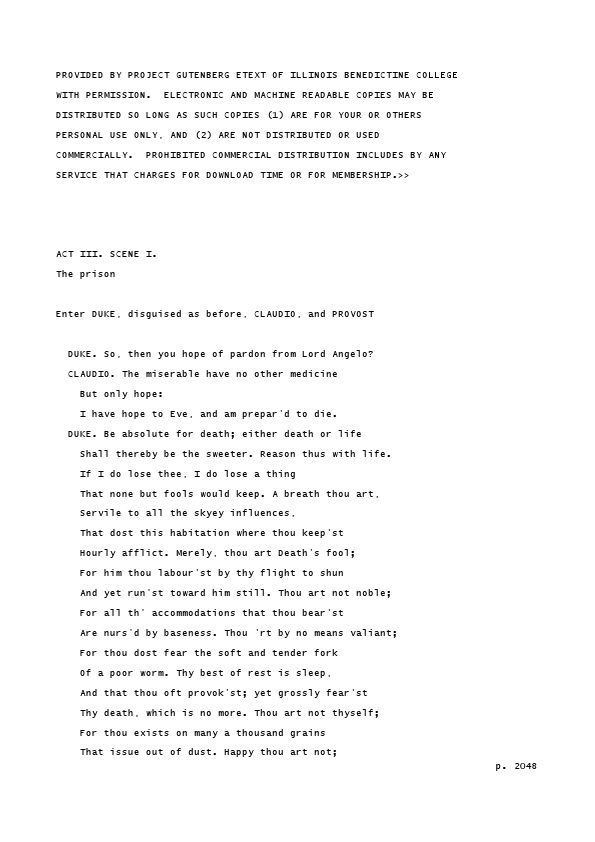 PROVIDED BY PROJECT GUTENBERG ETEXT OF ILLINOIS BENEDICTINE COLLEGE
WITH PERMISSION.  ELECTRONIC AND MACHINE READABLE COPIES MAY BE
DISTRIBUTED SO LONG AS SUCH COPIES (1) ARE FOR YOUR OR OTHERS
PERSONAL USE ONLY, AND (2) ARE NOT DISTRIBUTED OR USED
COMMERCIALLY.  PROHIBITED COMMERCIAL DISTRIBUTION INCLUDES BY ANY
SERVICE THAT CHARGES FOR DOWNLOAD TIME OR FOR MEMBERSHIP.>>
ACT III. SCENE I.
The prison
Enter DUKE, disguised as before, CLAUDIO, and PROVOST
DUKE. So, then you hope of pardon from Lord Angelo?
CLAUDIO. The miserable have no other medicine
But only hope:
I have hope to Eve, and am prepar'd to die.
DUKE. Be absolute for death; either death or life
Shall thereby be the sweeter. Reason thus with life.
If I do lose thee, I do lose a thing
That none but fools would keep. A breath thou art,
Servile to all the skyey influences,
That dost this habitation where thou keep'st
Hourly afflict. Merely, thou art Death's fool;
For him thou labour'st by thy flight to shun
And yet run'st toward him still. Thou art not noble;
For all th' accommodations that thou bear'st
Are nurs'd by baseness. Thou 'rt by no means valiant;
For thou dost fear the soft and tender fork
Of a poor worm. Thy best of rest is sleep,
And that thou oft provok'st; yet grossly fear'st
Thy death, which is no more. Thou art not thyself;
For thou exists on many a thousand grains
That issue out of dust. Happy thou art not;
p. 2048